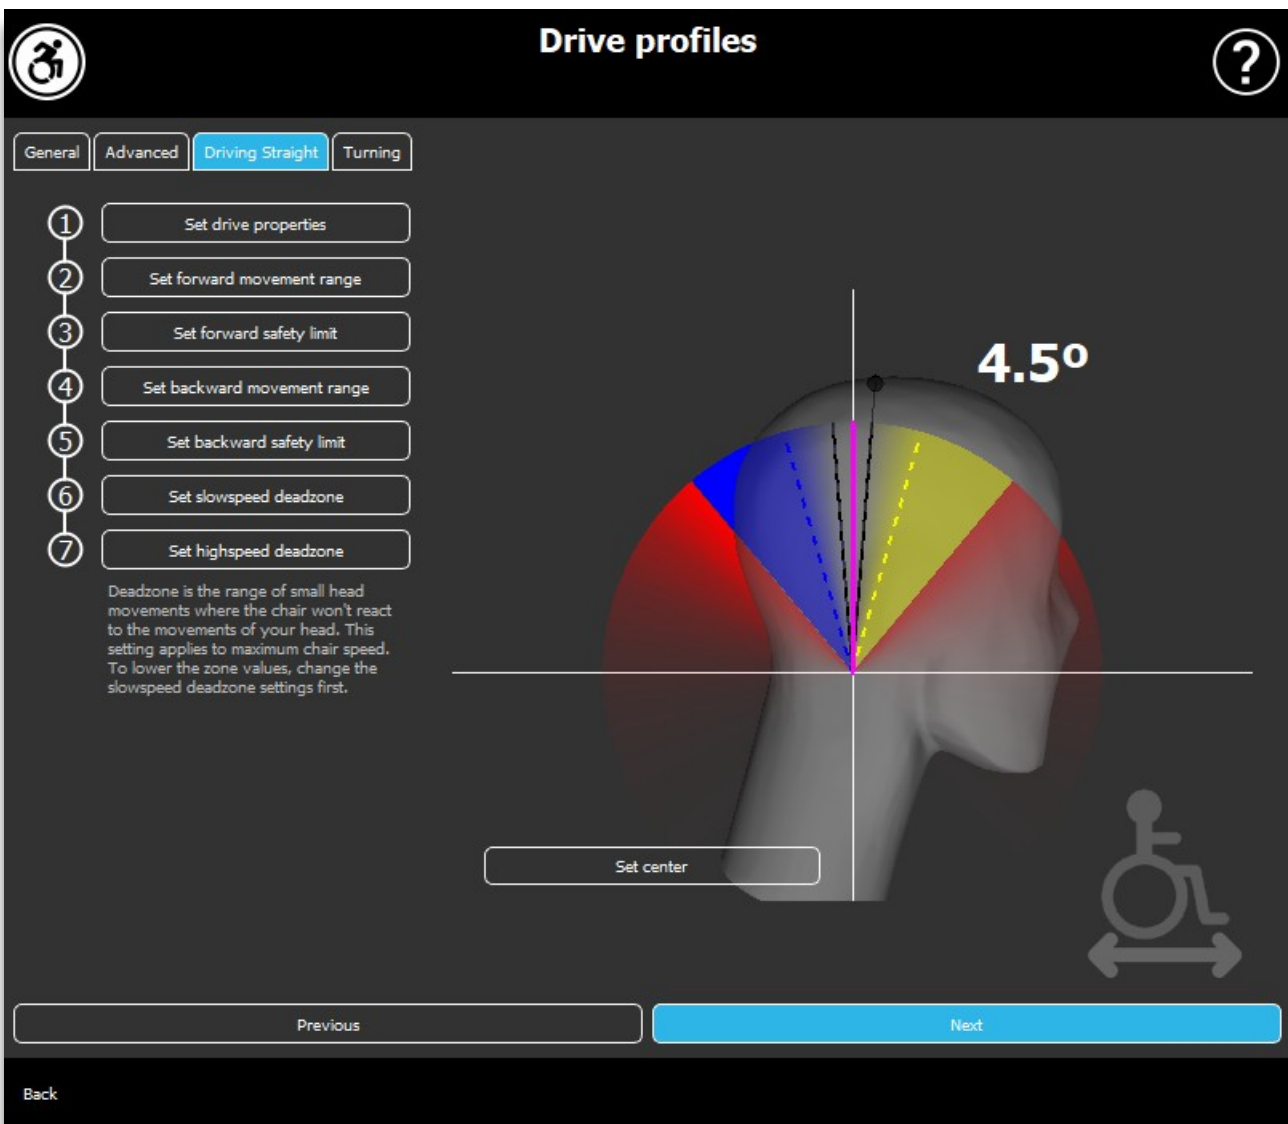 Drive profiles
?
General
Advanced
Driving Straight
Turning
1
Set drive properties
2
Set forward movement range
3
Set forward safety limit
4
Set backward movement range
5
Set backward safety limit
6
Set slowspeed deadzone
7
Set highspeed deadzone
Deadzone is the range of small head
movements where the chair won't react
to the movements of your head. This
setting applies to maximum chair speed.
To lower the zone values, change the
slowspeed deadzone settings first.
4.5º
Set center
Previous
Next
Back